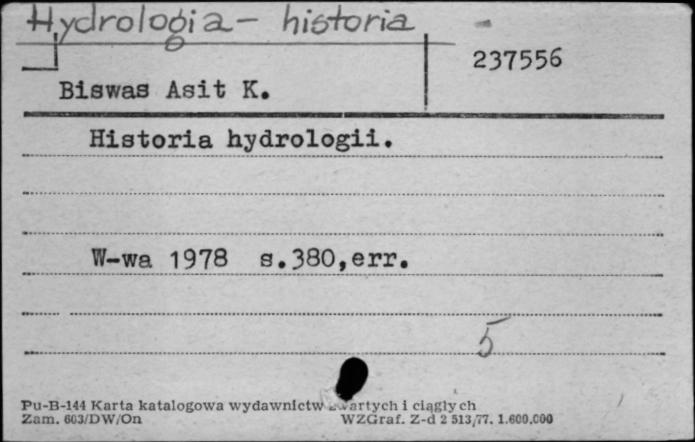 Hydrologia - historia
237556
Biswas Asit K.
Historia hydrologii.
W-wa 1978 s.380,err.
5
Pu-B-144 Karta katalogowa wydawnictw zwartych i ciągłych
Zam. 603/DW/On WZGraf. Z-d 2 513/77. 1.600.000